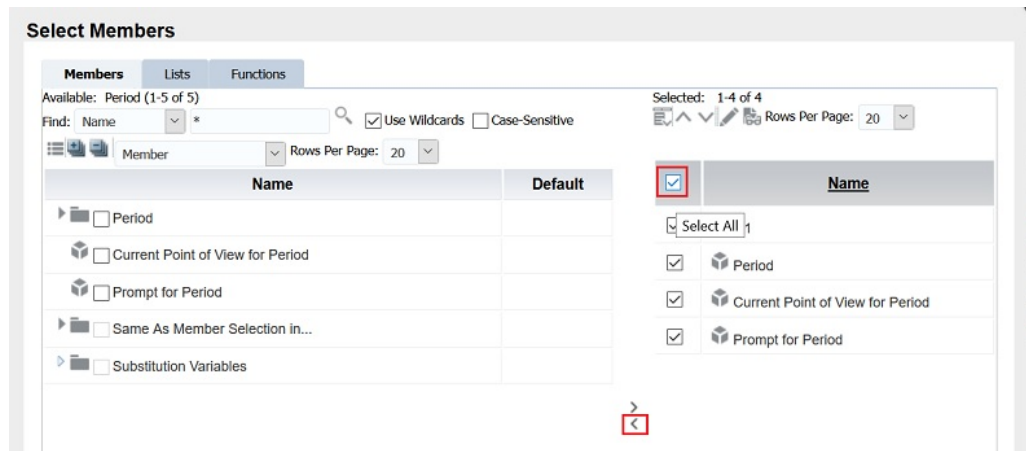 Select Members
Members Lists Functions
Available: Period (1-5 of 5)
Find: Name * Use Wildcards Case-Sensitive
Member Rows Per Page: 20
Name Default
Period
Current Point of View for Period
Prompt for Period
Same As Member Selection in...
Substitution Variables
Selected: 1-4 of 4
Rows Per Page: 20
Name
Select All 1
Period
Current Point of View for Period
Prompt for Period